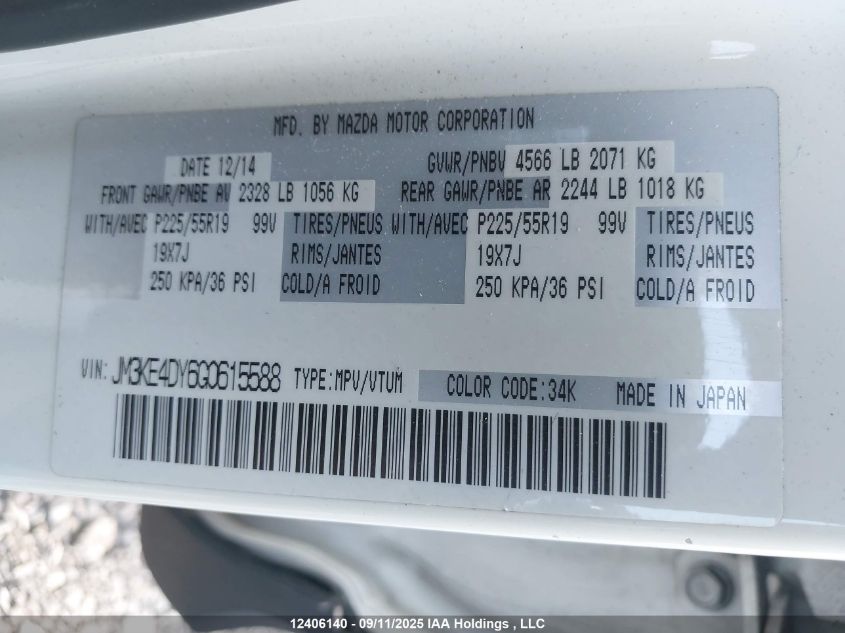 MFD. BY MAZDA MOTOR CORPORATION
DATE 12/14 GVWR/PNBV 4566 LB 2071 KG
FRONT GAWR/PNBE AV 2328 LB 1056 KG REAR GAWR/PNBE AR 2244 LB 1018 KG
WITH/AVEC P225/55R19 99V TIRES/PNEUS WITH/AVEC P225/55R19 99V TIRES/PNEUS
19X7J RIMS/JANTES 19X7J RIMS/JANTES
250 KPA/36 PSI COLD/A FROID 250 KPA/36 PSI COLD/A FROID
VIN: JM3KE4DY6G0615588 TYPE:MPV/VTUM COLOR CODE:34K MADE IN JAPAN
12406140 - 09/11/2025 IAA Holdings , LLC